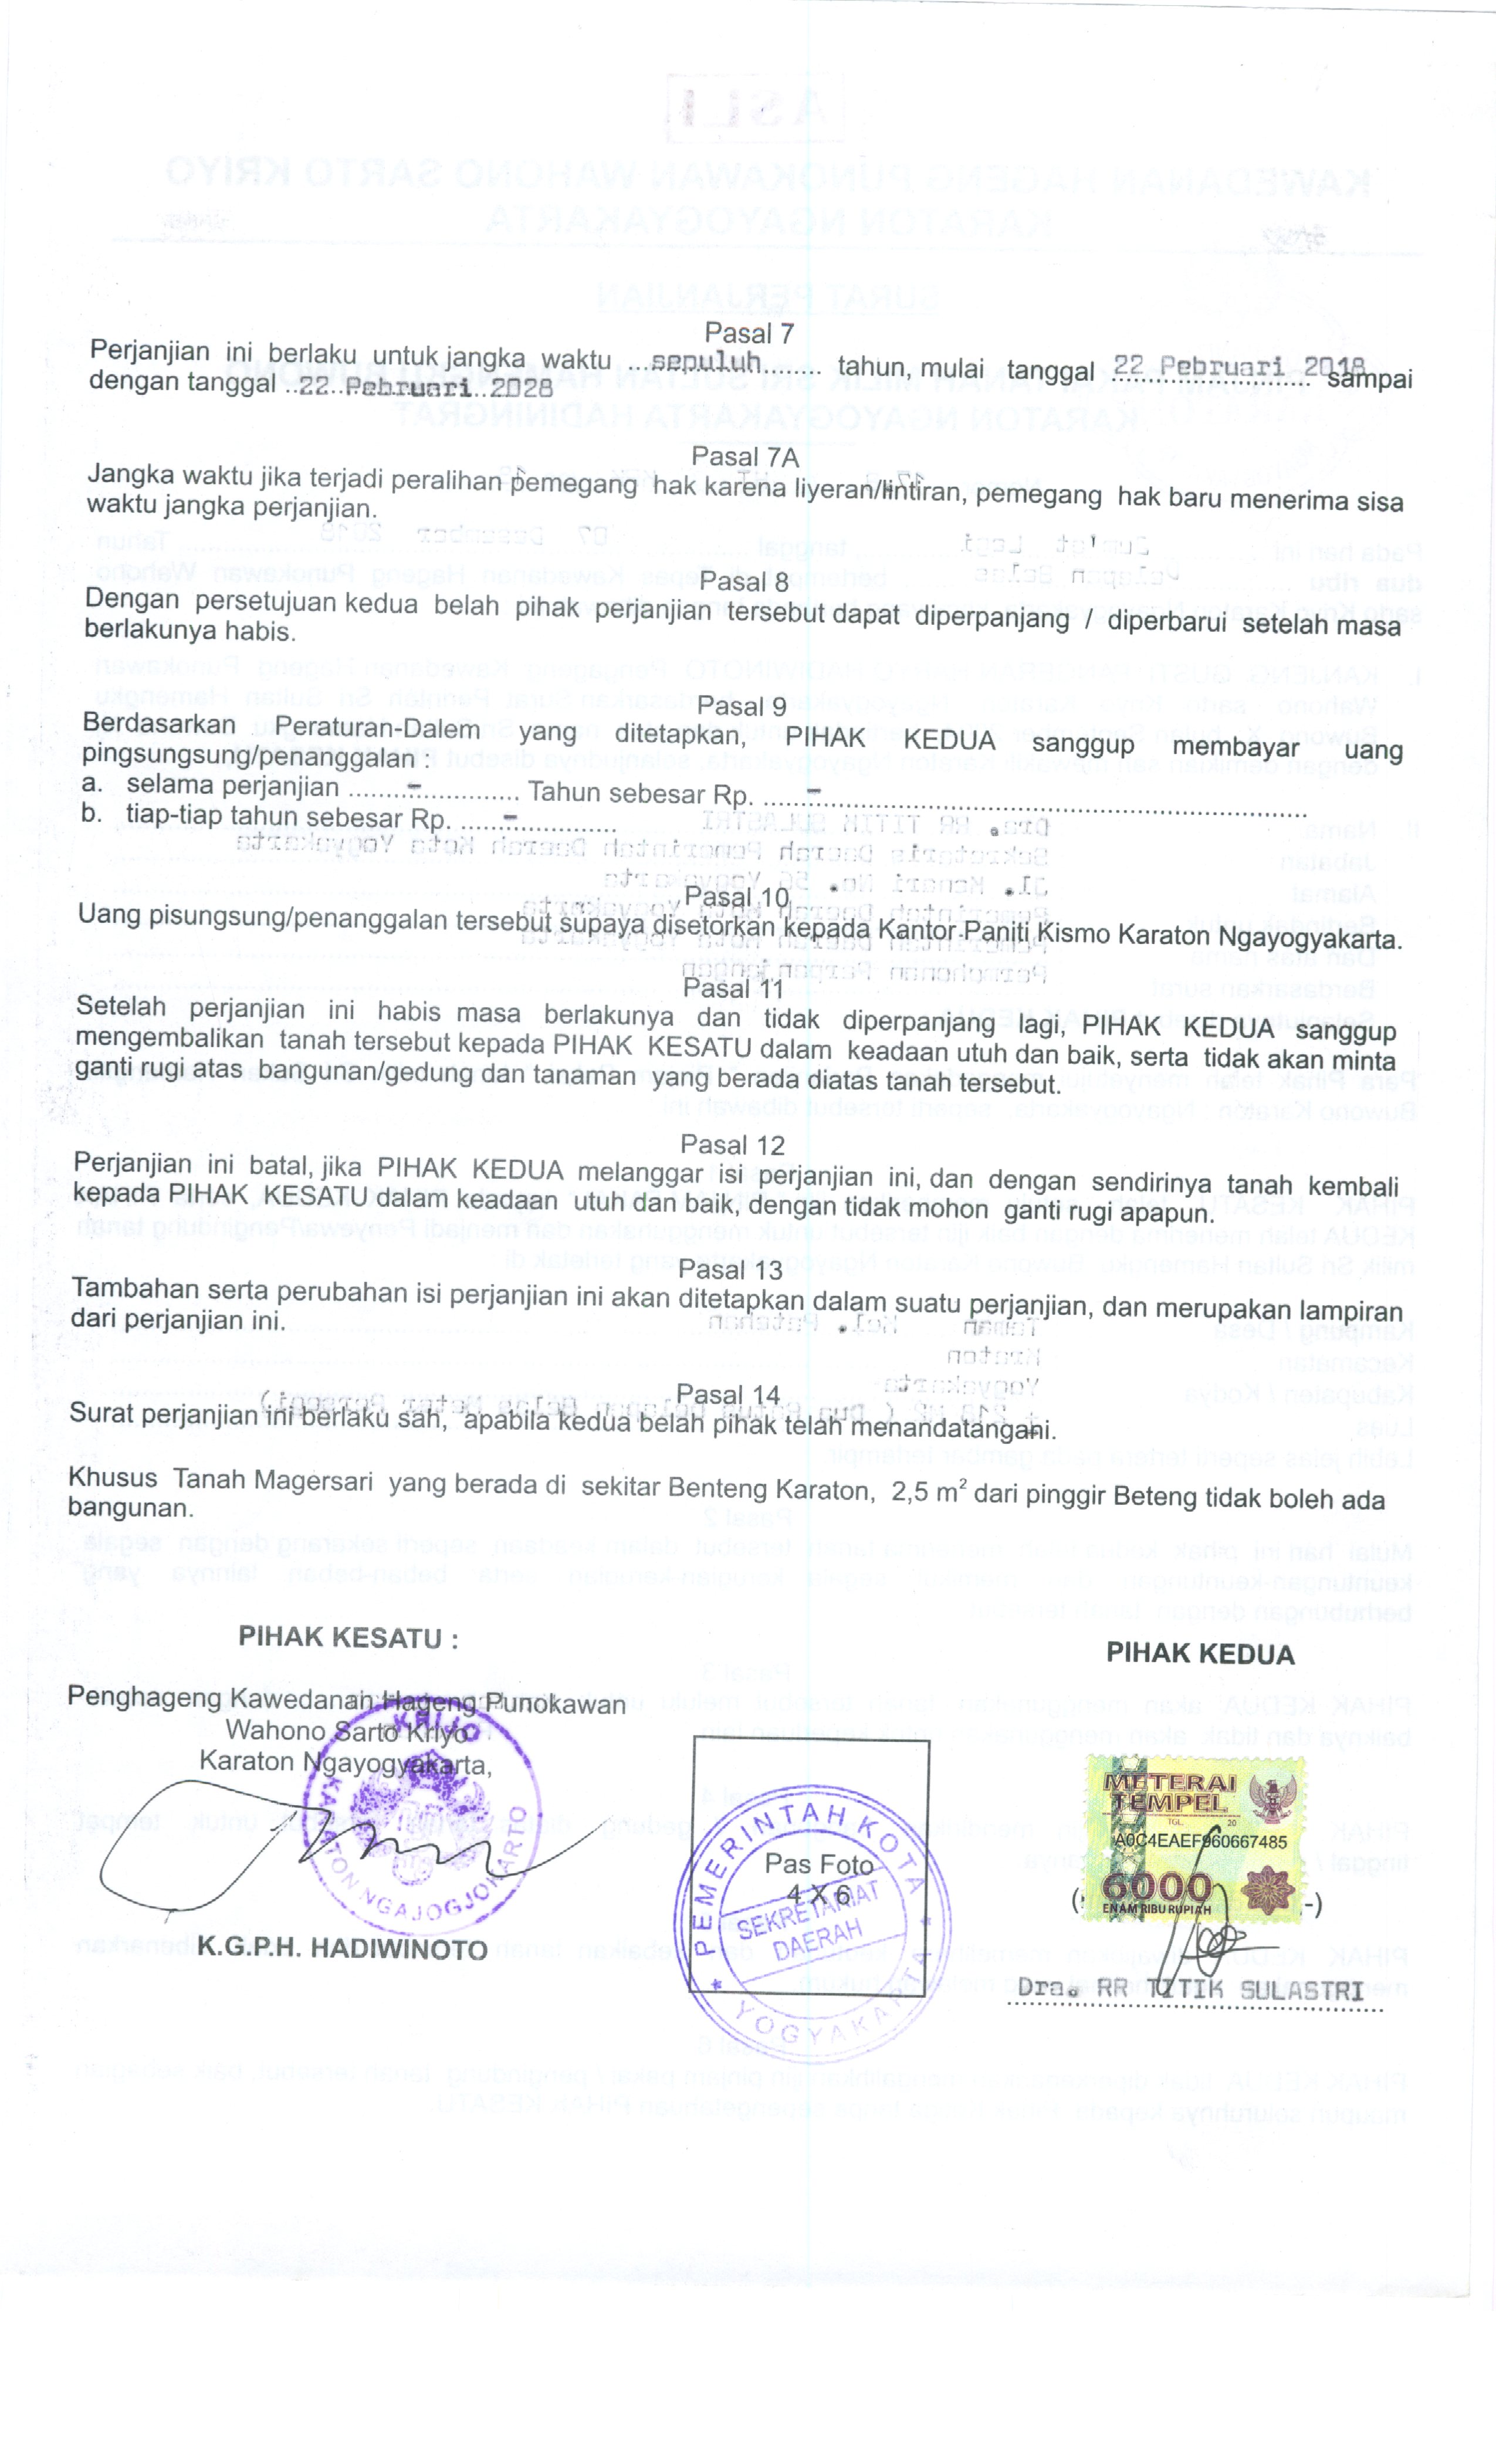 Pasal 7
Perjanjian ini berlaku untuk jangka waktu ...sepuluh........ tahun, mulai tanggal 22 Pebruari 2018 sampai
dengan tanggal ..22 Pebruari 2028
Pasal 7A
Jangka waktu jika terjadi peralihan pemegang hak karena liyeran/lintiran, pemegang hak baru menerima sisa
waktu jangka perjanjian.
Pasal 8
Dengan persetujuan kedua belah pihak perjanjian tersebut dapat diperpanjang / diperbarui setelah masa
berlakunya habis.
Pasal 9
Berdasarkan Peraturan-Dalem yang ditetapkan, PIHAK KEDUA sanggup membayar uang
pingsungsung/penanggalan :
a. selama perjanjian ........-............ Tahun sebesar Rp. ......-......................................................................
b. tiap-tiap tahun sebesar Rp. ......-..............
Pasal 10
Uang pisungsung/penanggalan tersebut supaya disetorkan kepada Kantor Paniti Kismo Karaton Ngayogyakarta.
Pasal 11
Setelah perjanjian ini habis masa berlakunya dan tidak diperpanjang lagi, PIHAK KEDUA sanggup
mengembalikan tanah tersebut kepada PIHAK KESATU dalam keadaan utuh dan baik, serta tidak akan minta
ganti rugi atas bangunan/gedung dan tanaman yang berada diatas tanah tersebut.
Pasal 12
Perjanjian ini batal, jika PIHAK KEDUA melanggar isi perjanjian ini, dan dengan sendirinya tanah kembali
kepada PIHAK KESATU dalam keadaan utuh dan baik, dengan tidak mohon ganti rugi apapun.
Pasal 13
Tambahan serta perubahan isi perjanjian ini akan ditetapkan dalam suatu perjanjian, dan merupakan lampiran
dari perjanjian ini.
Pasal 14
Surat perjanjian ini berlaku sah, apabila kedua belah pihak telah menandatangani.
Khusus Tanah Magersari yang berada di sekitar Benteng Karaton, 2,5 m² dari pinggir Beteng tidak boleh ada
bangunan.
PIHAK KESATU :
Penghageng Kawedanan Hageng Punokawan
Wahono Sarto Kriyo
Karaton Ngayogyakarta,
KRIJO
KARATON NGAJOGJOKARTO
K.G.P.H. HADIWINOTO
Pas Foto
4 X 6
PEMERINTAH KOTA
SEKRETARIAT
DAERAH
* YOGYAKARTA *
PIHAK KEDUA
METERAI
TEMPEL
TGL. 20
A0C4EAEF960667485
6000
ENAM RIBU RUPIAH
( -)
Dra. RR TITIK SULASTRI